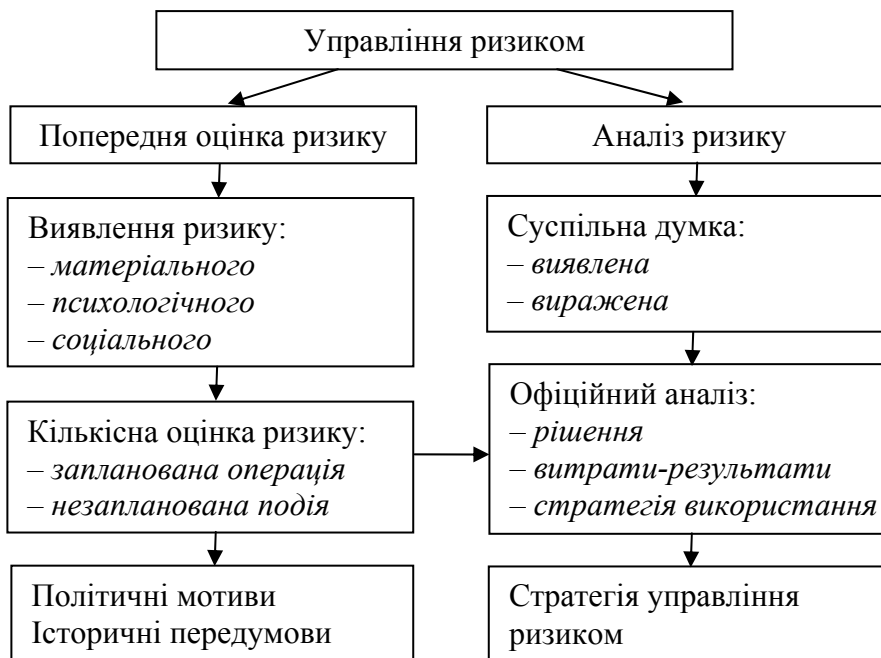 Управління ризиком
Попередня оцінка ризику
Аналіз ризику
Виявлення ризику:
– матеріального
– психологічного
– соціального
Суспільна думка:
– виявлена
– виражена
Кількісна оцінка ризику:
– запланована операція
– незапланована подія
Офіційний аналіз:
– рішення
– витрати-результати
– стратегія використання
Політичні мотиви
Історичні передумови
Стратегія управління
ризиком